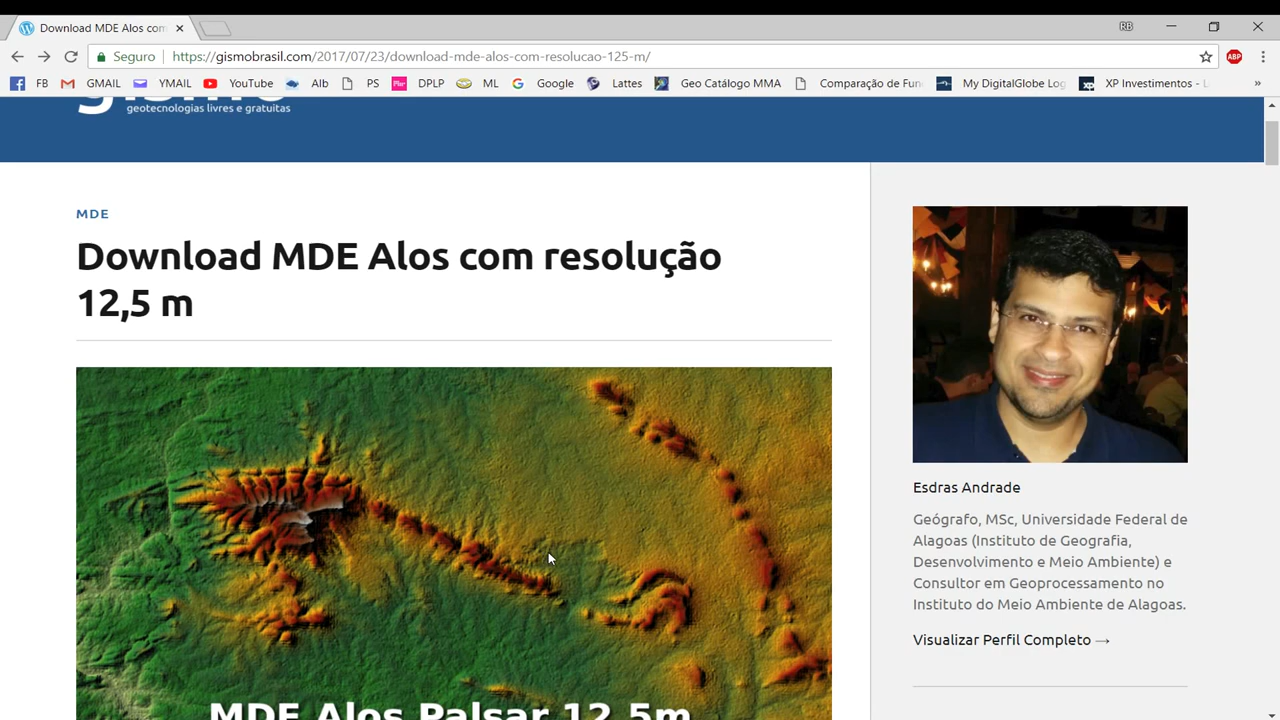 Download MDE Alos com
RB
Seguro
https://gismobrasil.com/2017/07/23/download-mde-alos-com-resolucao-125-m/
ABP
FB GMAIL YMAIL YouTube Alb PS DPLP ML Google Lattes Geo Catálogo MMA Comparação de Fun My DigitalGlobe Log XP Investimentos - L »
geotecnologias livres e gratuitas
MDE
Download MDE Alos com resolução
12,5 m
MDE Alos Palsar 12,5m
Esdras Andrade
Geógrafo, MSc, Universidade Federal de
Alagoas (Instituto de Geografia,
Desenvolvimento e Meio Ambiente) e
Consultor em Geoprocessamento no
Instituto do Meio Ambiente de Alagoas.
Visualizar Perfil Completo →